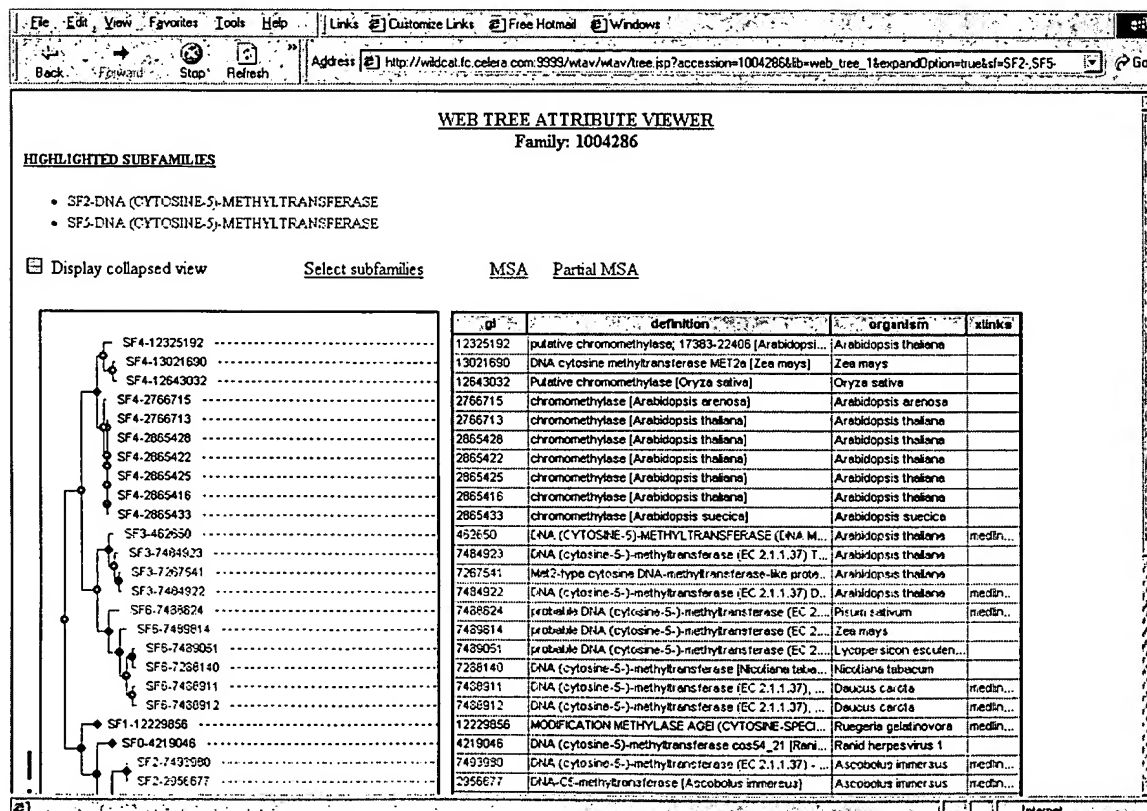 File Edit View Favorites Tools Help Links Customize Links Free Hotmail Windows
Back Forward Stop Refresh » Address http://wildcat.fc.celera.com:9999/wtav/wtav/tree.jsp?accession=1004286&lib=web_tree_1&expandOption=true&sf=SF2-,SF5- Go
WEB TREE ATTRIBUTE VIEWER
Family: 1004286
HIGHLIGHTED SUBFAMILIES
• SF2-DNA (CYTOSINE-5)-METHYLTRANSFERASE
• SF5-DNA (CYTOSINE-5)-METHYLTRANSFERASE
Display collapsed view Select subfamilies MSA Partial MSA
gi definition organism xlinks
SF4-12325192 12325192 putative chromomethylase; 17383-22406 [Arabidopsi... Arabidopsis thaliana
SF4-13021690 13021690 DNA cytosine methyltransferase MET2a [Zea mays] Zea mays
SF4-12643032 12643032 Putative chromomethylase [Oryza sativa] Oryza sativa
SF4-2766715 2766715 chromomethylase [Arabidopsis arenosa] Arabidopsis arenosa
SF4-2766713 2766713 chromomethylase [Arabidopsis thaliana] Arabidopsis thaliana
SF4-2865428 2865428 chromomethylase [Arabidopsis thaliana] Arabidopsis thaliana
SF4-2865422 2865422 chromomethylase [Arabidopsis thaliana] Arabidopsis thaliana
SF4-2865425 2865425 chromomethylase [Arabidopsis thaliana] Arabidopsis thaliana
SF4-2865416 2865416 chromomethylase [Arabidopsis thaliana] Arabidopsis thaliana
SF4-2865433 2865433 chromomethylase [Arabidopsis suecica] Arabidopsis suecica
SF3-462650 462650 DNA (CYTOSINE-5)-METHYLTRANSFERASE (DNA M... Arabidopsis thaliana medlin...
SF3-7484923 7484923 DNA (cytosine-5-)-methyltransferase (EC 2.1.1.37) T... Arabidopsis thaliana
SF3-7267541 7267541 Met2-type cytosine DNA-methyltransferase-like prote... Arabidopsis thaliana
SF3-7484922 7484922 DNA (cytosine-5-)-methyltransferase (EC 2.1.1.37) D... Arabidopsis thaliana medlin...
SF6-7488824 7488824 probable DNA (cytosine-5-)-methyltransferase (EC 2.... Pisum sativum medlin...
SF6-7489814 7489814 probable DNA (cytosine-5-)-methyltransferase (EC 2.... Zea mays
SF6-7489051 7489051 probable DNA (cytosine-5-)-methyltransferase (EC 2.... Lycopersicon esculen...
SF6-7288140 7288140 DNA (cytosine-5-)-methyltransferase [Nicotiana taba... Nicotiana tabacum
SF6-7488911 7488911 DNA (cytosine-5-)-methyltransferase (EC 2.1.1.37), ... Daucus carota medlin...
SF6-7488912 7488912 DNA (cytosine-5-)-methyltransferase (EC 2.1.1.37), ... Daucus carota medlin...
SF1-12229856 12229856 MODIFICATION METHYLASE AGEI (CYTOSINE-SPECI... Ruegeria gelatinovora medlin...
SF0-4219046 4219046 DNA (cytosine-5)-methyltransferase cos54_21 [Rani... Ranid herpesvirus 1
SF2-7493980 7493980 DNA (cytosine-5-)-methyltransferase (EC 2.1.1.37) - ... Ascobolus immersus medlin...
SF2-2956677 2956677 DNA-C5-methyltransferase [Ascobolus immersus] Ascobolus immersus medlin...
Internet